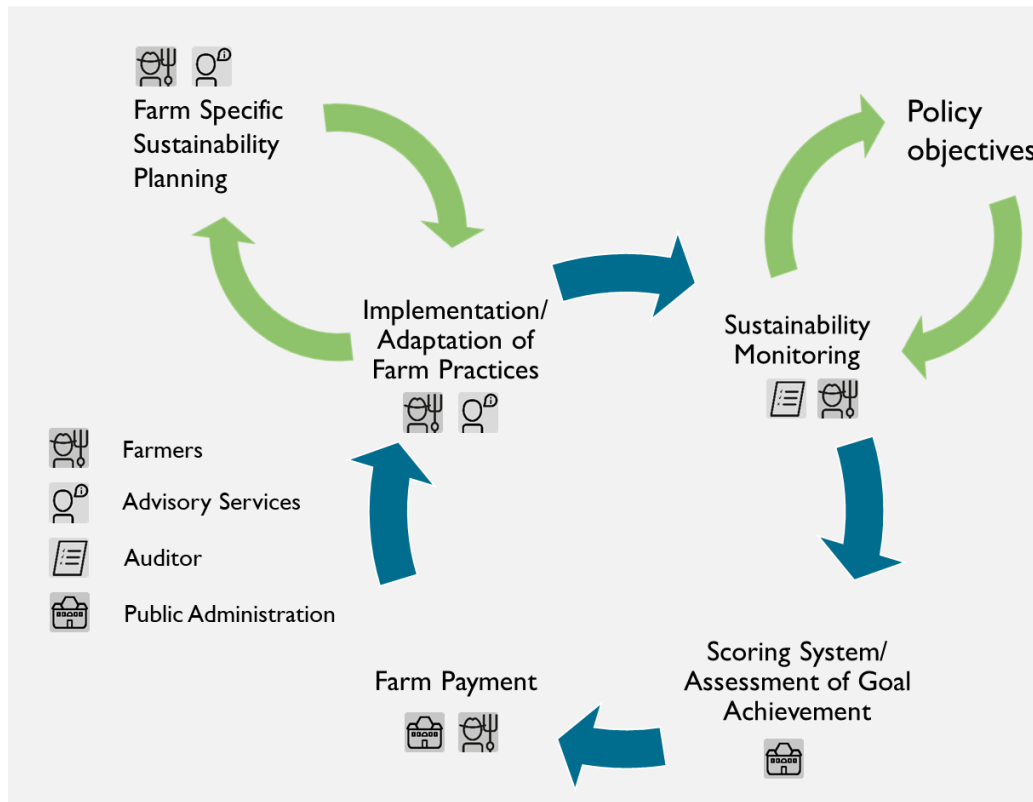 Farm Specific
Sustainability
Planning
Policy
objectives
Implementation/
Adaptation of
Farm Practices
Sustainability
Monitoring
Farmers
Advisory Services
Auditor
Public Administration
Farm Payment
Scoring System/
Assessment of Goal
Achievement